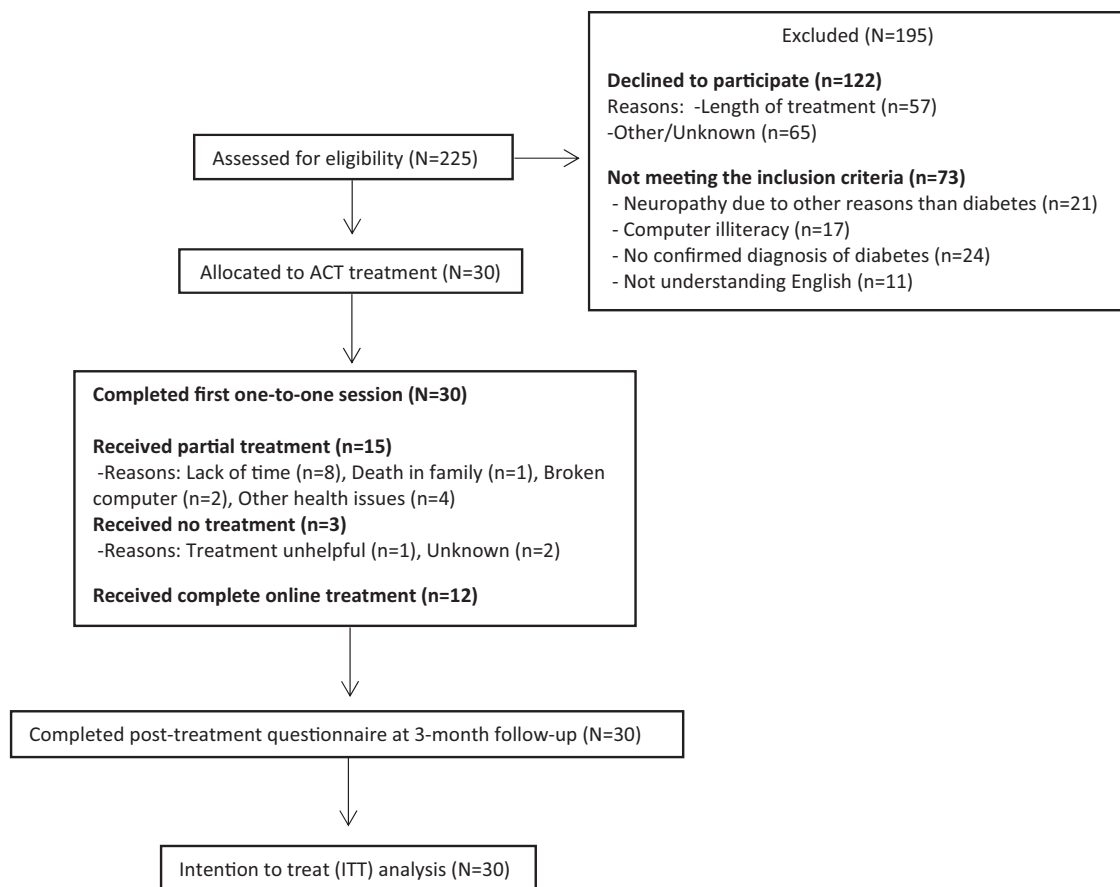 Excluded (N=195)
Declined to participate (n=122)
Reasons:  -Length of treatment (n=57)
-Other/Unknown (n=65)
Not meeting the inclusion criteria (n=73)
- Neuropathy due to other reasons than diabetes (n=21)
- Computer illiteracy (n=17)
- No confirmed diagnosis of diabetes (n=24)
- Not understanding English (n=11)
Assessed for eligibility (N=225)
Allocated to ACT treatment (N=30)
Completed first one-to-one session (N=30)
Received partial treatment (n=15)
-Reasons: Lack of time (n=8), Death in family (n=1), Broken
computer (n=2), Other health issues (n=4)
Received no treatment (n=3)
-Reasons: Treatment unhelpful (n=1), Unknown (n=2)
Received complete online treatment (n=12)
Completed post-treatment questionnaire at 3-month follow-up (N=30)
Intention to treat (ITT) analysis (N=30)